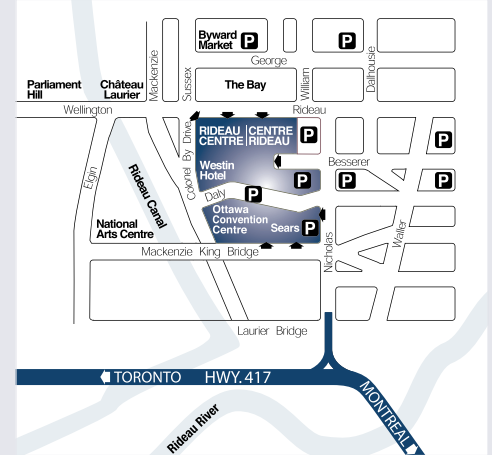 Byward
Market P
P
George
Mackenzie
Sussex
William
Dalhousie
Parliament
Hill
Château
Laurier
The Bay
Wellington
Rideau
RIDEAU CENTRE
CENTRE RIDEAU
P
P
Colonel By Drive
Westin
Hotel
Besserer
P
P
P
Elgin
Rideau Canal
Daly
P
Ottawa
Convention
Centre
Sears P
National
Arts Centre
Nicholas
Waller
Mackenzie King Bridge
Laurier Bridge
TORONTO HWY. 417
MONTREAL
Rideau River